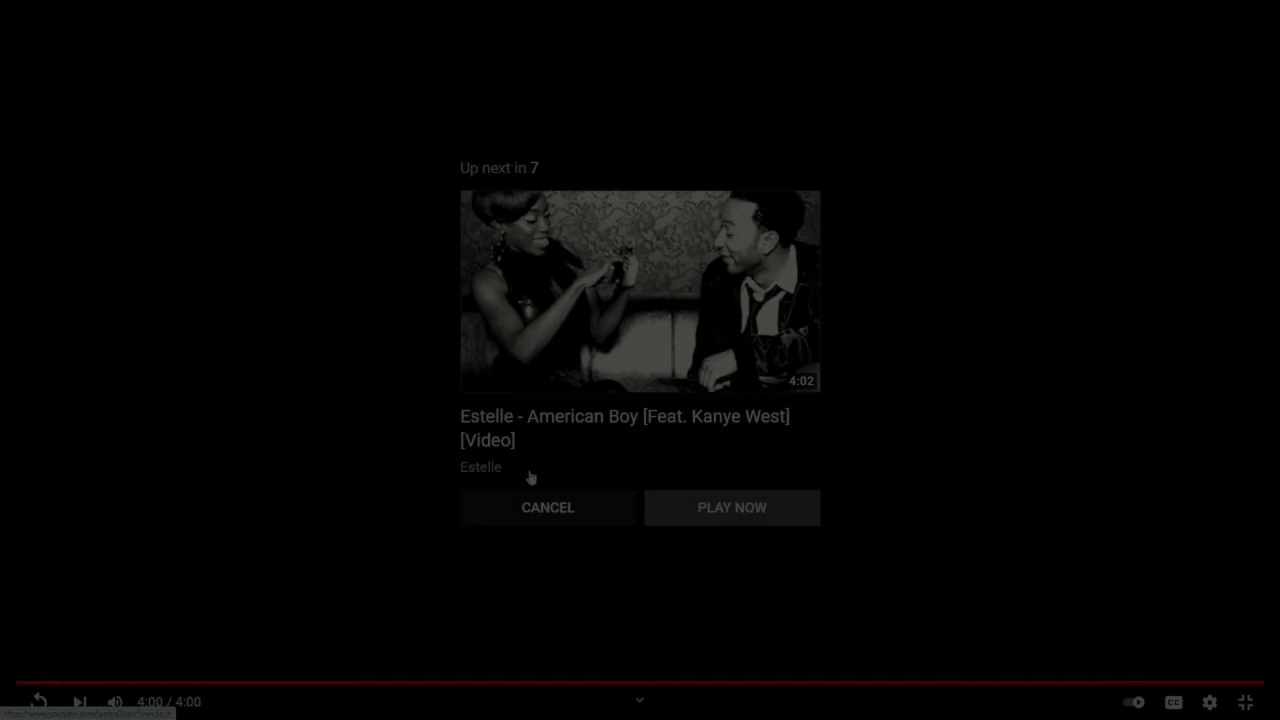 Up next in 7
4:02
Estelle - American Boy [Feat. Kanye West]
[Video]
Estelle
CANCEL
PLAY NOW
4:00 / 4:00
CC